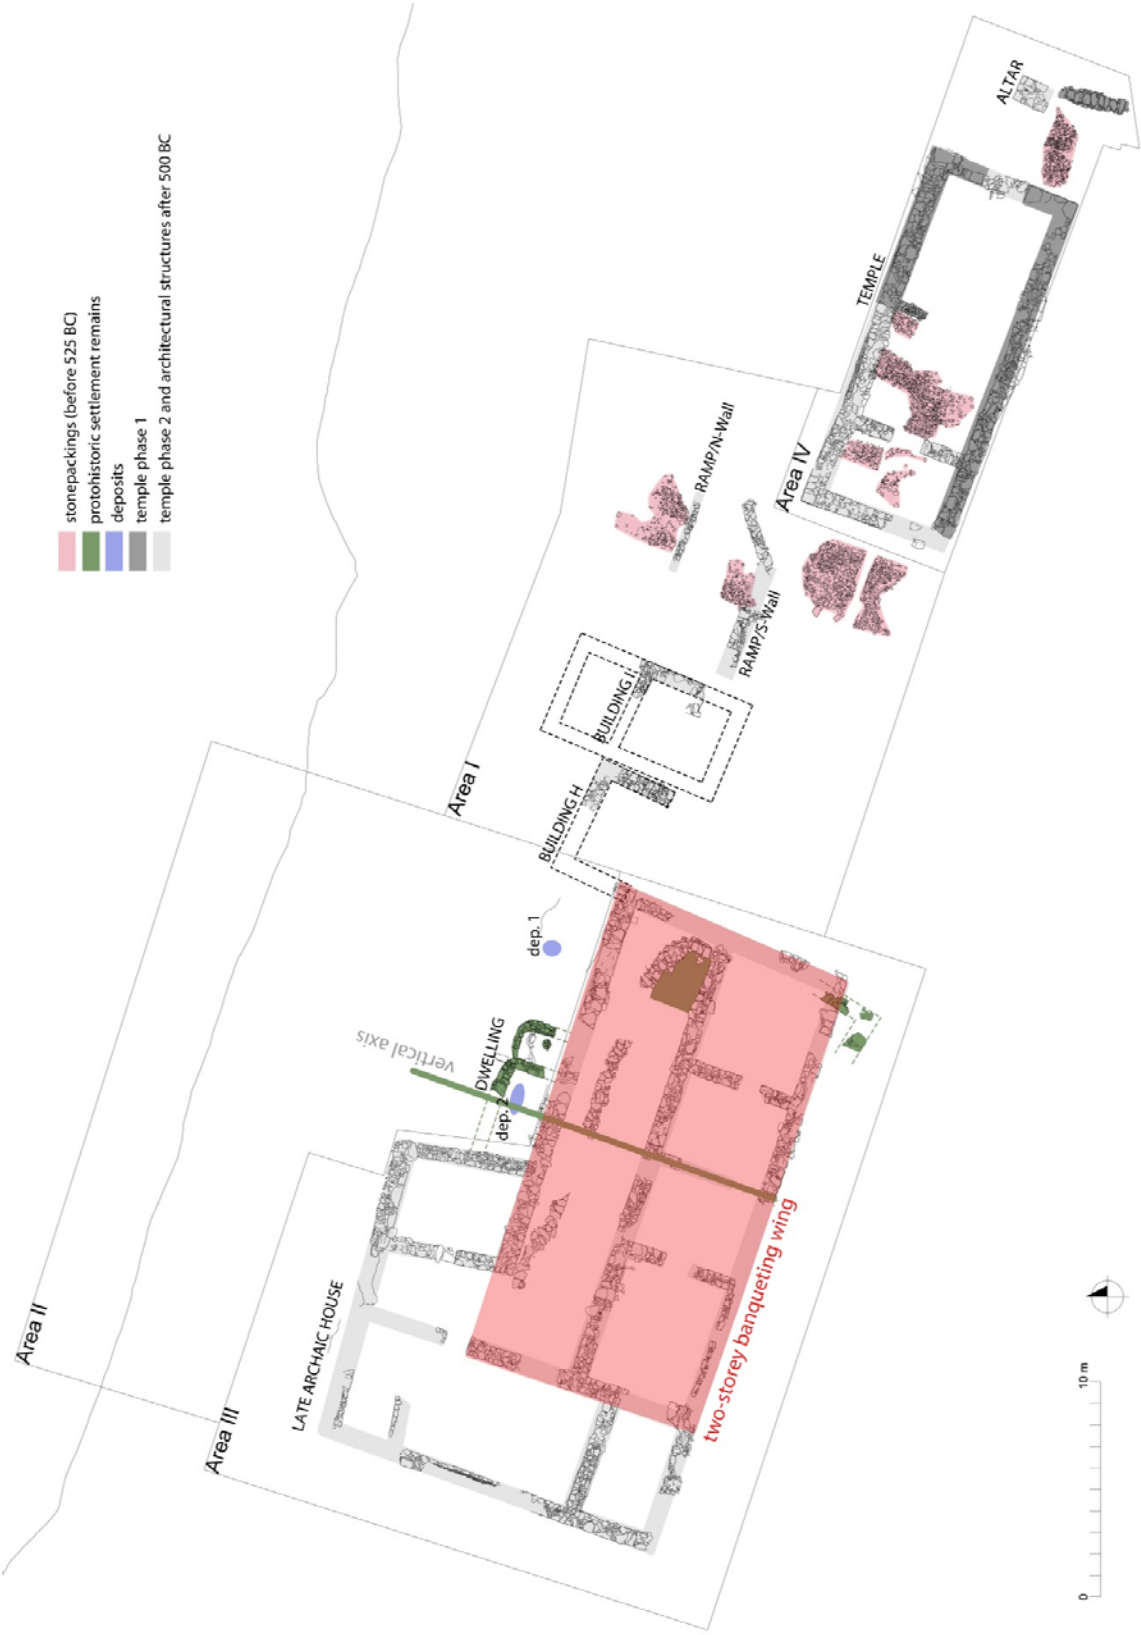 stonepackings (before 525 BC)
protohistoric settlement remains
deposits
temple phase 1
temple phase 2 and architectural structures after 500 BC
ALTAR
TEMPLE
Area IV
RAMP/N-Wall
RAMP/S-Wall
BUILDING I
BUILDING H
Area I
dep. 1
DWELLING
vertical axis
dep. 2
Area II
LATE ARCHAIC HOUSE
Area III
two-storey banqueting wing
0
10 m